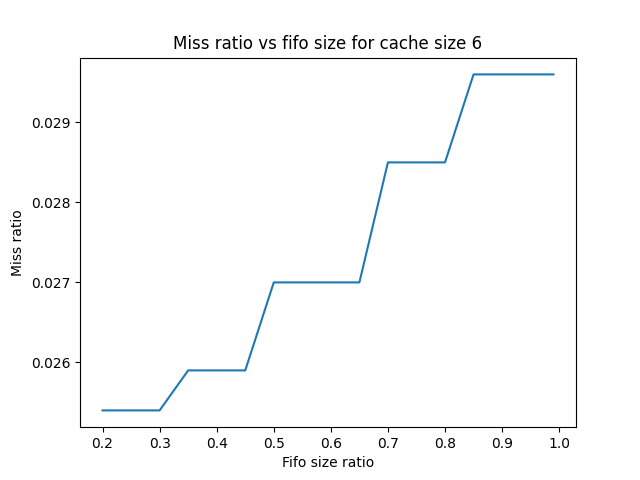 Miss ratio vs fifo size for cache size 6
Miss ratio
0.029
0.028
0.027
0.026
0.2 0.3 0.4 0.5 0.6 0.7 0.8 0.9 1.0
Fifo size ratio